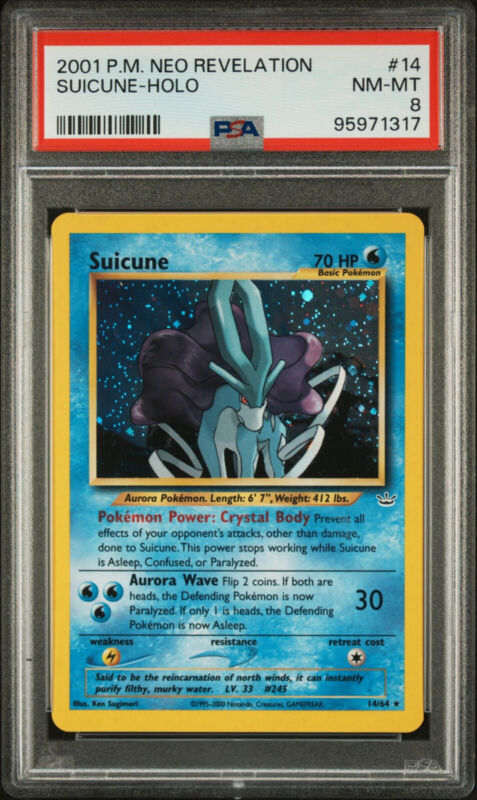 2001 P.M. NEO REVELATION #14
SUICUNE-HOLO NM-MT
8
PSA 95971317
Suicune 70 HP
Basic Pokémon
Aurora Pokémon. Length: 6' 7", Weight: 412 lbs.
Pokémon Power: Crystal Body Prevent all
effects of your opponent's attacks, other than damage,
done to Suicune. This power stops working while Suicune
is Asleep, Confused, or Paralyzed.
Aurora Wave Flip 2 coins. If both are
heads, the Defending Pokémon is now
Paralyzed. If only 1 is heads, the Defending
Pokémon is now Asleep.
30
weakness resistance retreat cost
Said to be the reincarnation of north winds, it can instantly
purify filthy, murky water. LV. 33 #245
Illus. Ken Sugimori ©1995-2000 Nintendo, Creatures, GAMEFREAK. 14/64 ★
PSA